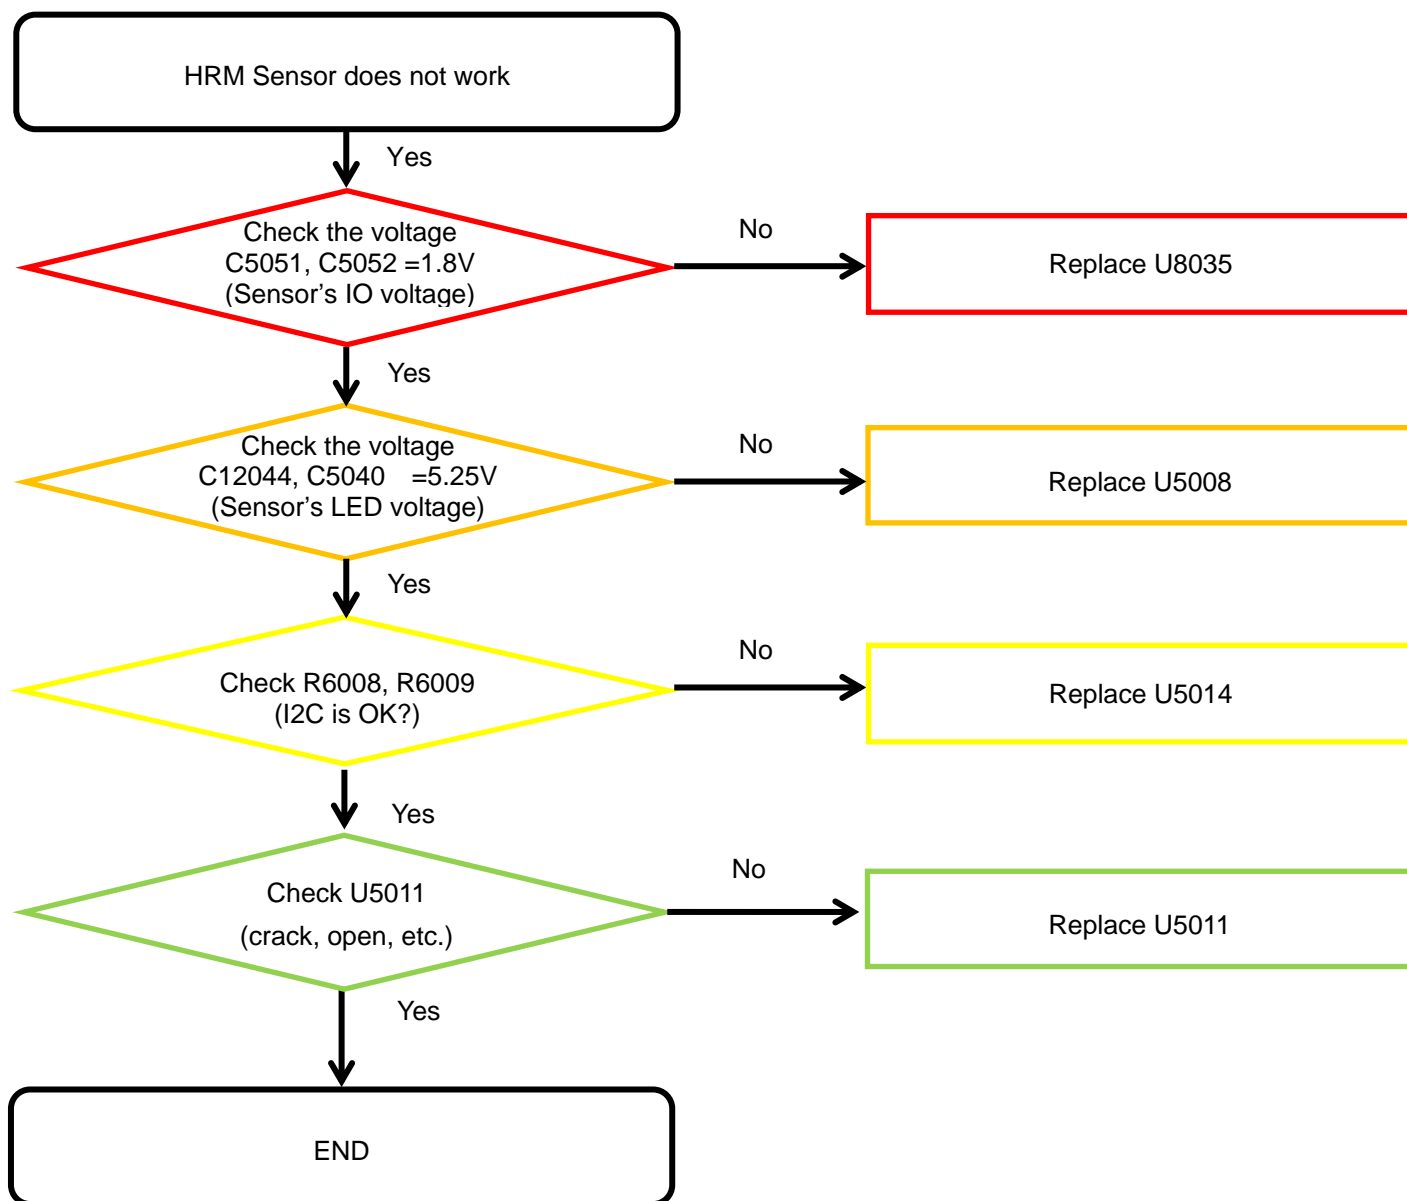 HRM Sensor does not work
Yes
Check the voltage
C5051, C5052 =1.8V
(Sensor’s IO voltage)
No
Replace U8035
Yes
Check the voltage
C12044, C5040 =5.25V
(Sensor’s LED voltage)
No
Replace U5008
Yes
Check R6008, R6009
(I2C is OK?)
No
Replace U5014
Yes
Check U5011
(crack, open, etc.)
No
Replace U5011
Yes
END